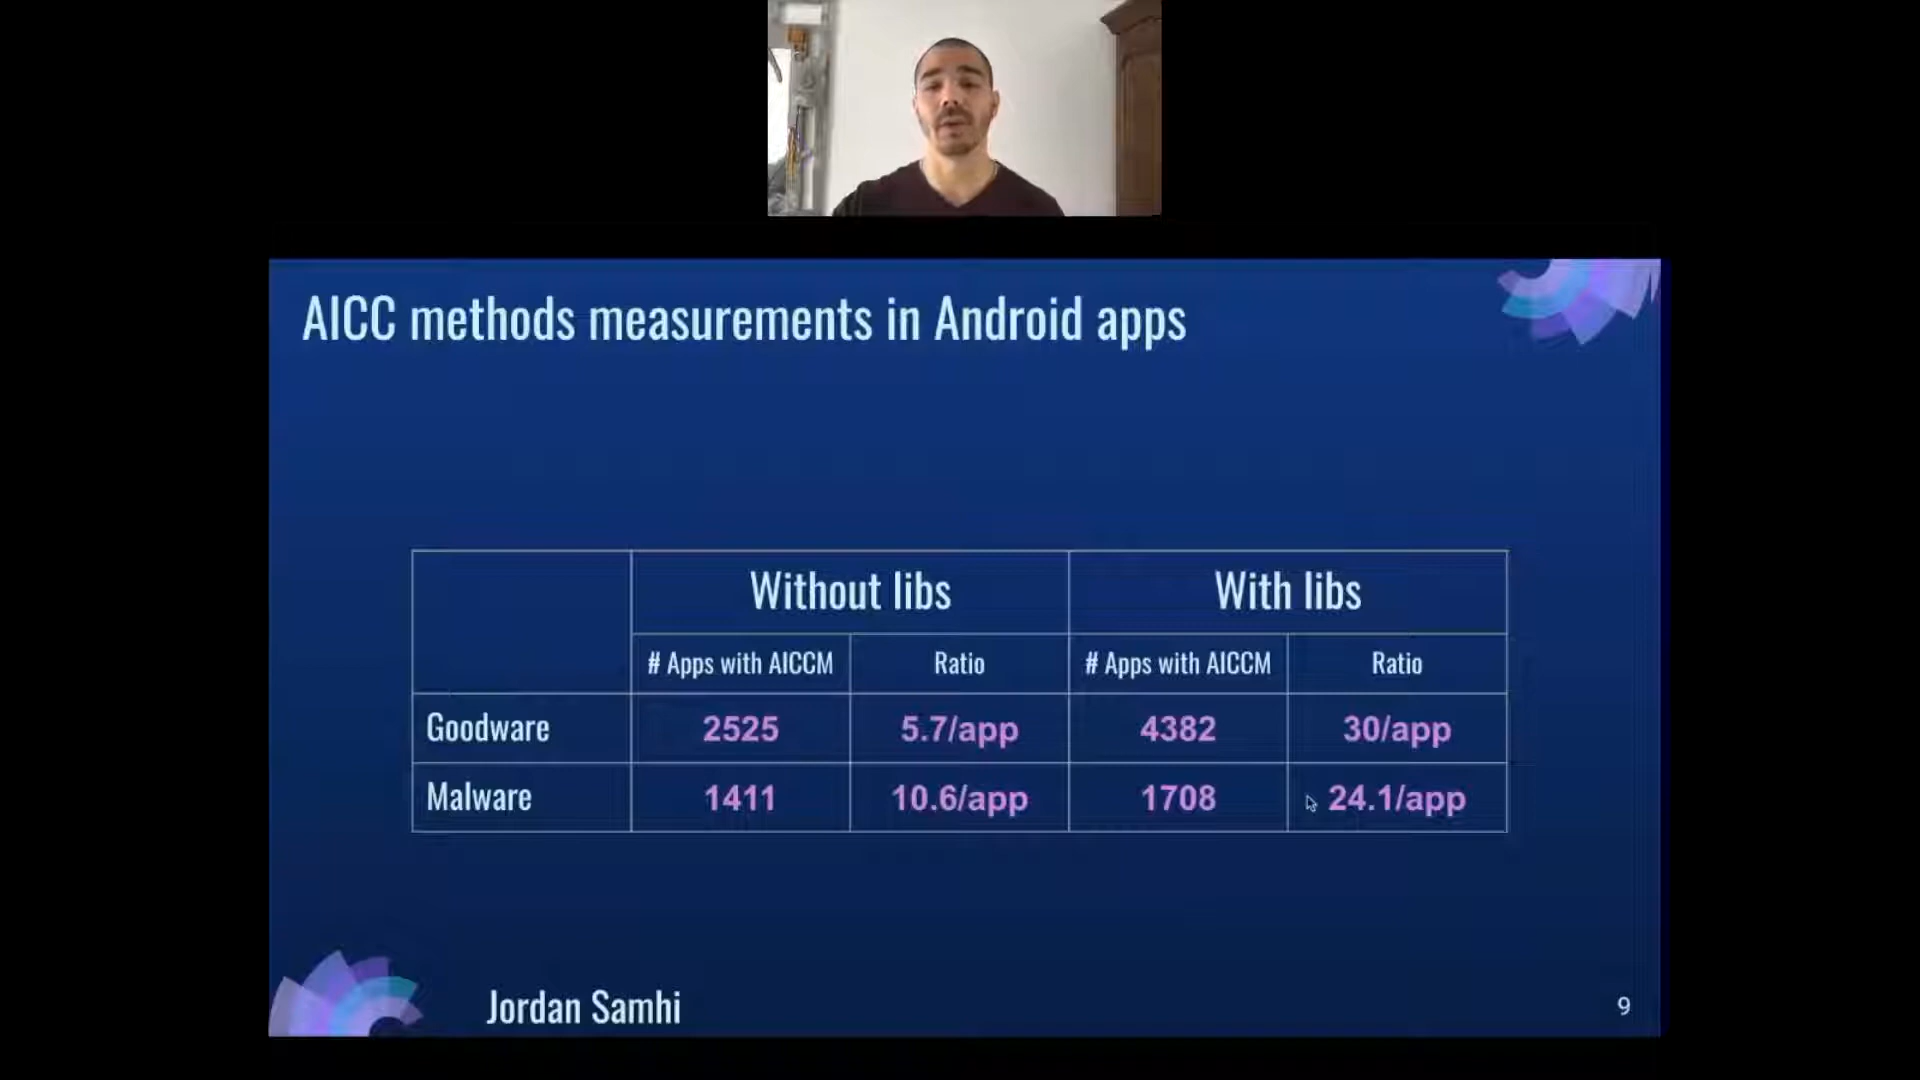 AICC methods measurements in Android apps
Without libs With libs
# Apps with AICCM Ratio # Apps with AICCM Ratio
Goodware 2525 5.7/app 4382 30/app
Malware 1411 10.6/app 1708 24.1/app
Jordan Samhi 9